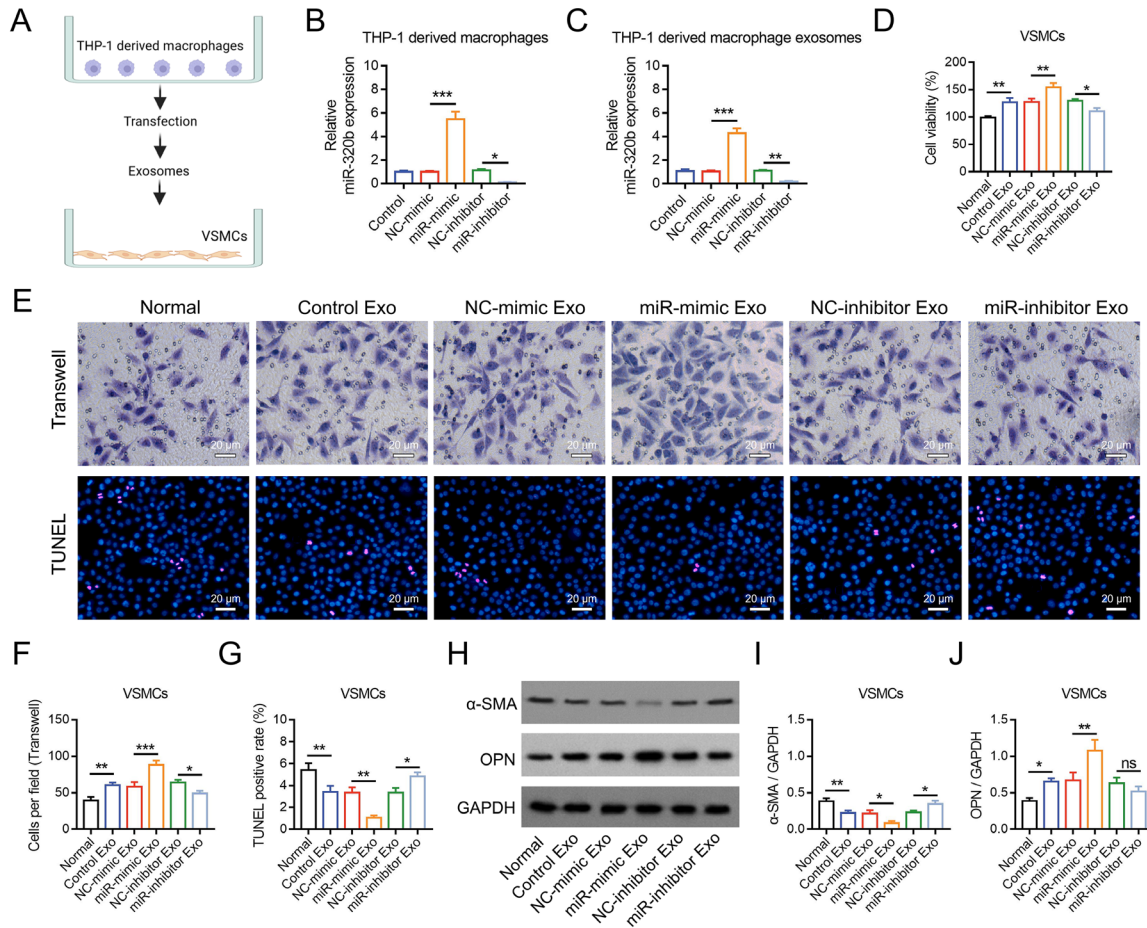 A
THP-1 derived macrophages
Transfection
Exosomes
VSMCs
B
THP-1 derived macrophages
Relative
miR-320b expression
10
8
6
4
2
0
***
*
Control
NC-mimic
miR-mimic
NC-inhibitor
miR-inhibitor
C
THP-1 derived macrophage exosomes
Relative
miR-320b expression
10
8
6
4
2
0
***
**
Control
NC-mimic
miR-mimic
NC-inhibitor
miR-inhibitor
D
VSMCs
Cell viability (%)
200
150
100
50
0
**
**
*
Normal
Control Exo
NC-mimic Exo
miR-mimic Exo
NC-inhibitor Exo
miR-inhibitor Exo
E
Normal
Control Exo
NC-mimic Exo
miR-mimic Exo
NC-inhibitor Exo
miR-inhibitor Exo
Transwell
20 μm
20 μm
20 μm
20 μm
20 μm
20 μm
TUNEL
20 μm
20 μm
20 μm
20 μm
20 μm
20 μm
F
VSMCs
Cells per field (Transwell)
150
100
50
0
**
***
*
Normal
Control Exo
NC-mimic Exo
miR-mimic Exo
NC-inhibitor Exo
miR-inhibitor Exo
G
VSMCs
TUNEL positive rate (%)
10
8
6
4
2
0
**
**
*
Normal
Control Exo
NC-mimic Exo
miR-mimic Exo
NC-inhibitor Exo
miR-inhibitor Exo
H
α-SMA
OPN
GAPDH
Normal
Control Exo
NC-mimic Exo
miR-mimic Exo
NC-inhibitor Exo
miR-inhibitor Exo
I
VSMCs
α-SMA / GAPDH
1.5
1.0
0.5
0.0
**
*
*
Normal
Control Exo
NC-mimic Exo
miR-mimic Exo
NC-inhibitor Exo
miR-inhibitor Exo
J
VSMCs
OPN / GAPDH
1.5
1.0
0.5
0.0
*
**
ns
Normal
Control Exo
NC-mimic Exo
miR-mimic Exo
NC-inhibitor Exo
miR-inhibitor Exo